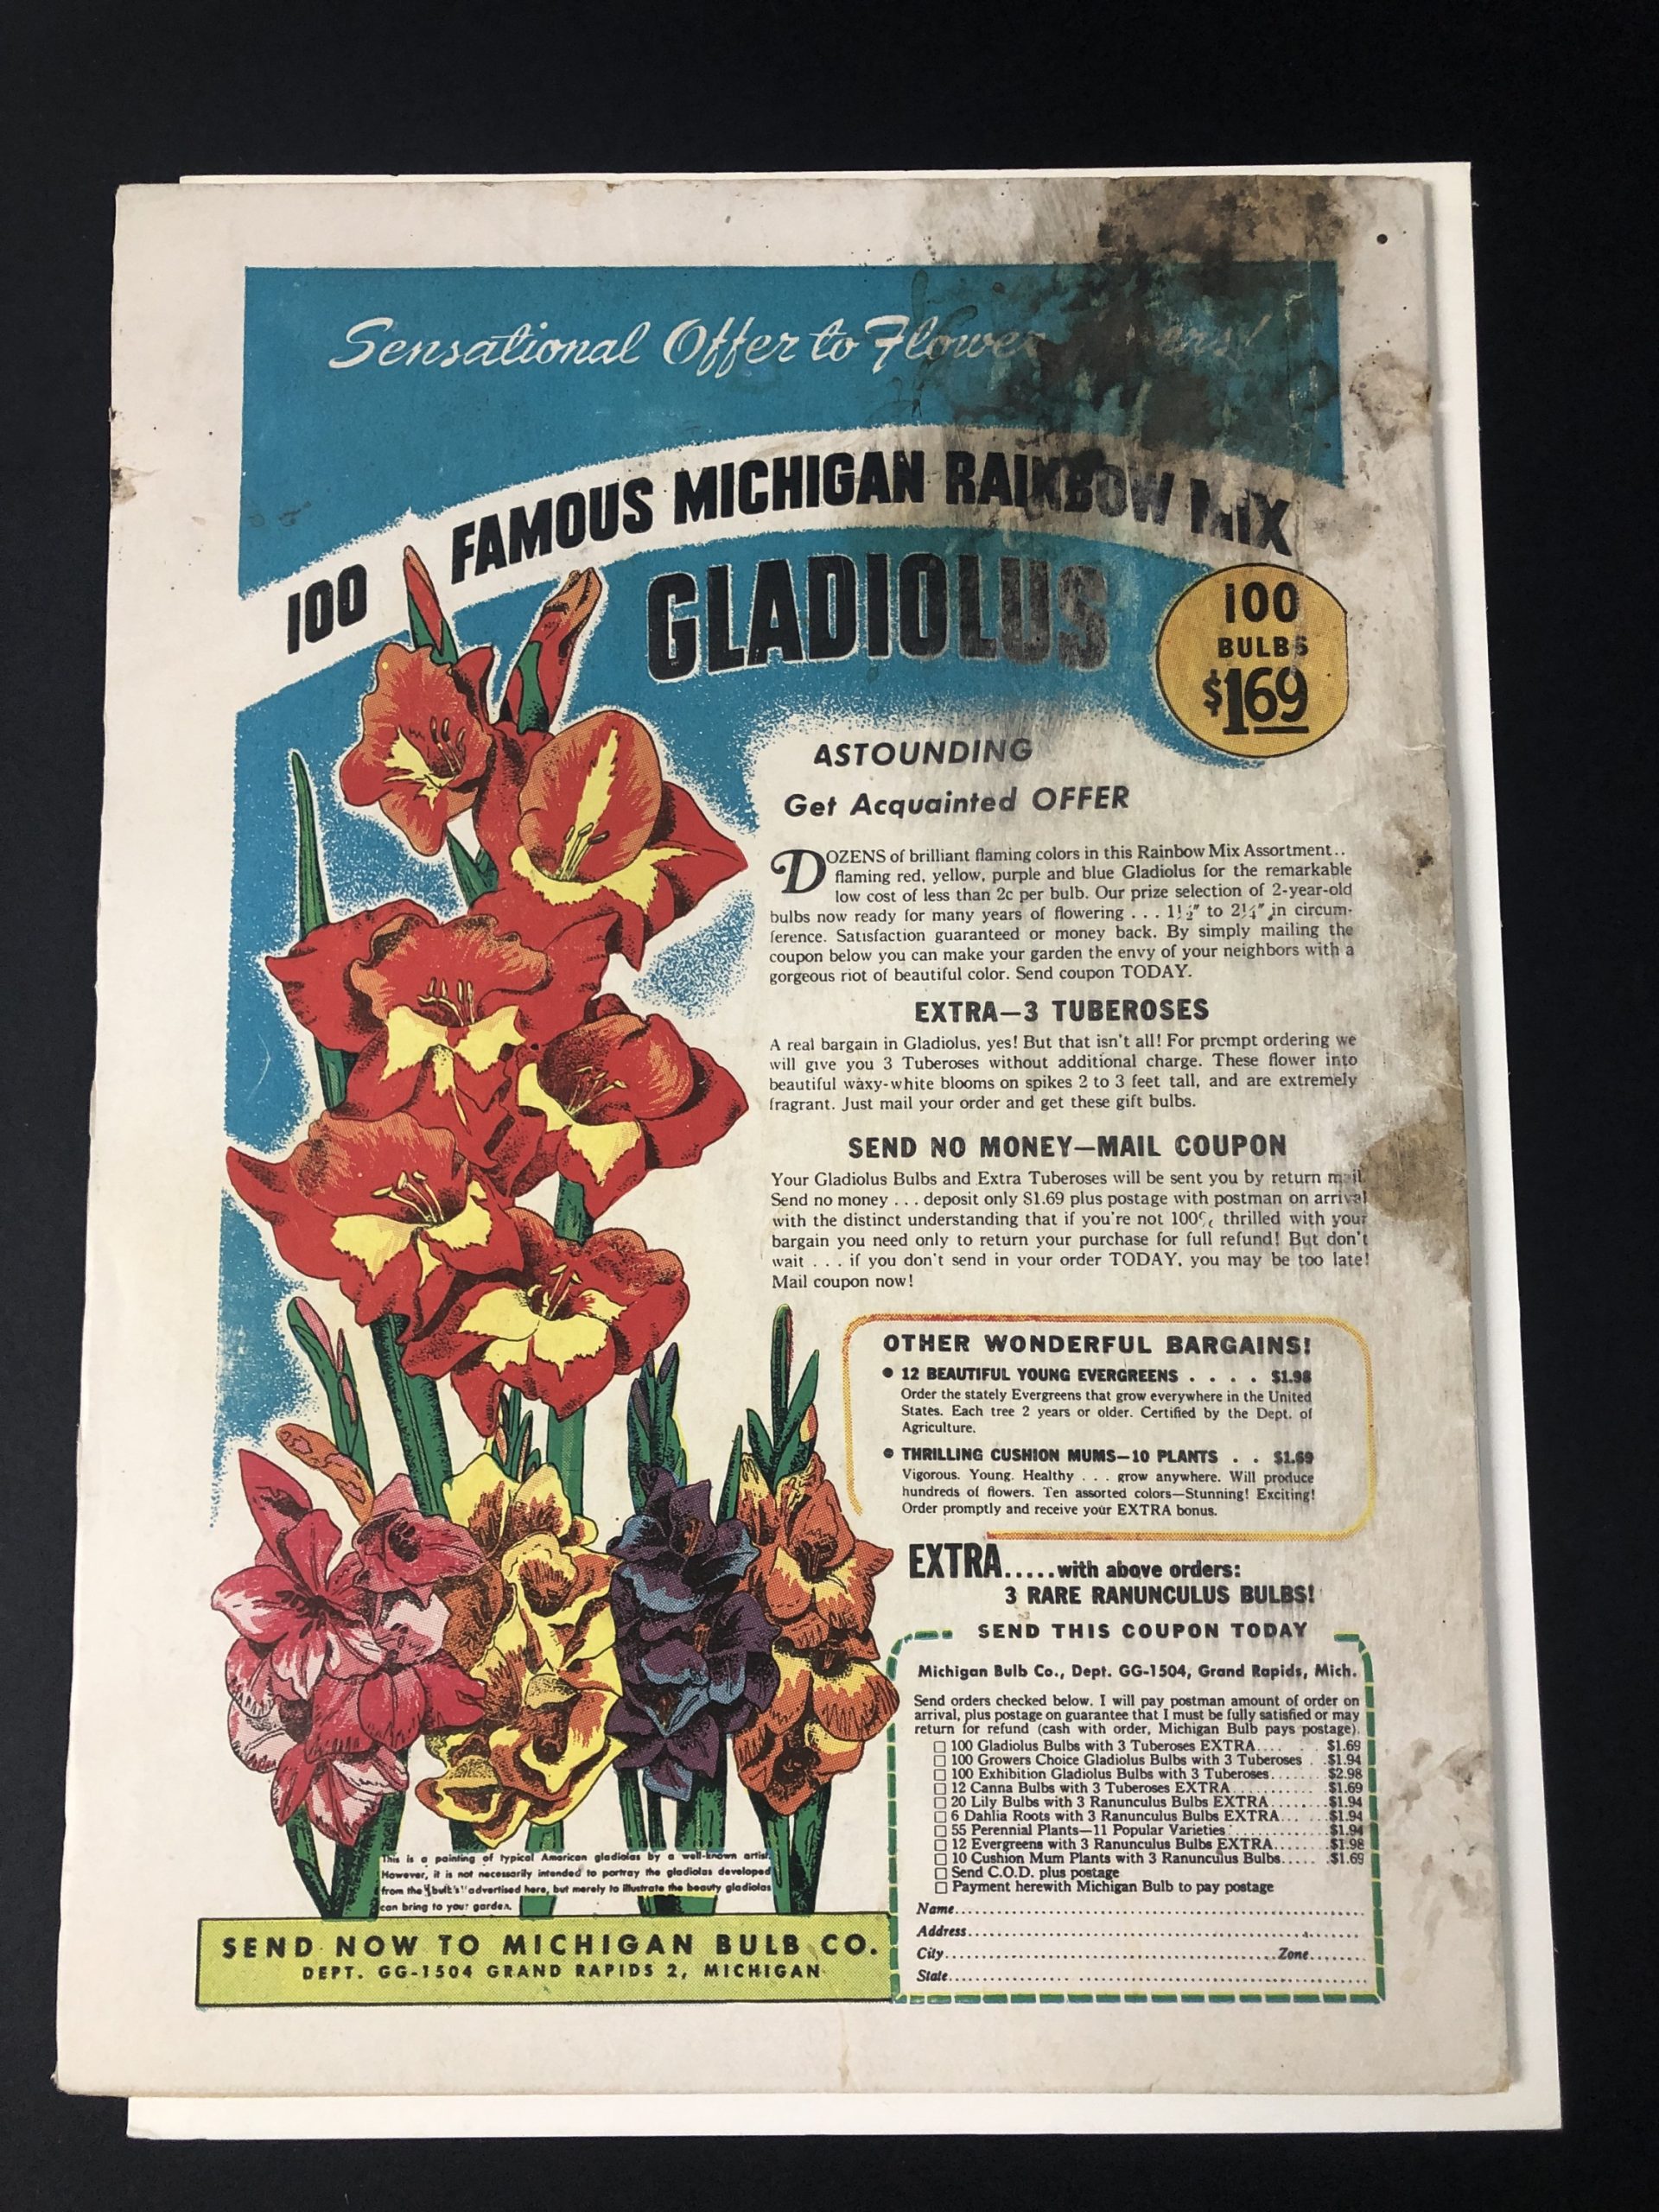 Sensational Offer to Flower
100 FAMOUS MICHIGAN RAINBOW MIX
GLADIOLUS
100
BULBS
$1 69
ASTOUNDING
Get Acquainted OFFER
DOZENS of brilliant flaming colors in this Rainbow Mix Assortment..
flaming red, yellow, purple and blue Gladiolus for the remarkable
low cost of less than 2c per bulb. Our prize selection of 2-year-old
bulbs now ready for many years of flowering . . . 1½" to 2¼" in circum-
ference. Satisfaction guaranteed or money back. By simply mailing the
coupon below you can make your garden the envy of your neighbors with a
gorgeous riot of beautiful color. Send coupon TODAY.
EXTRA—3 TUBEROSES
A real bargain in Gladiolus, yes! But that isn't all! For prompt ordering we
will give you 3 Tuberoses without additional charge. These flower into
beautiful waxy-white blooms on spikes 2 to 3 feet tall, and are extremely
fragrant. Just mail your order and get these gift bulbs.
SEND NO MONEY—MAIL COUPON
Your Gladiolus Bulbs and Extra Tuberoses will be sent you by return mail.
Send no money . . . deposit only $1.69 plus postage with postman on arrival
with the distinct understanding that if you're not 100% thrilled with your
bargain you need only to return your purchase for full refund! But don't
wait . . . if you don't send in your order TODAY, you may be too late!
Mail coupon now!
OTHER WONDERFUL BARGAINS!
● 12 BEAUTIFUL YOUNG EVERGREENS . . . . $1.98
Order the stately Evergreens that grow everywhere in the United
States. Each tree 2 years or older. Certified by the Dept. of
Agriculture.
● THRILLING CUSHION MUMS—10 PLANTS . . $1.69
Vigorous. Young. Healthy . . . grow anywhere. Will produce
hundreds of flowers. Ten assorted colors—Stunning! Exciting!
Order promptly and receive your EXTRA bonus.
EXTRA.....with above orders:
3 RARE RANUNCULUS BULBS!
SEND THIS COUPON TODAY
Michigan Bulb Co., Dept. GG-1504, Grand Rapids, Mich.
Send orders checked below. I will pay postman amount of order on
arrival, plus postage on guarantee that I must be fully satisfied or may
return for refund (cash with order, Michigan Bulb pays postage).
□ 100 Gladiolus Bulbs with 3 Tuberoses EXTRA.... $1.69
□ 100 Growers Choice Gladiolus Bulbs with 3 Tuberoses .. $1.94
□ 100 Exhibition Gladiolus Bulbs with 3 Tuberoses....... $2.98
□ 12 Canna Bulbs with 3 Tuberoses EXTRA........... $1.69
□ 20 Lily Bulbs with 3 Ranunculus Bulbs EXTRA........ $1.94
□ 6 Dahlia Roots with 3 Ranunculus Bulbs EXTRA...... $1.94
□ 55 Perennial Plants—11 Popular Varieties............. $1.94
□ 12 Evergreens with 3 Ranunculus Bulbs EXTRA........ $1.98
□ 10 Cushion Mum Plants with 3 Ranunculus Bulbs..... $1.69
□ Send C.O.D. plus postage
□ Payment herewith Michigan Bulb to pay postage
Name
Address
City Zone
State
This is a painting of typical American gladiolas by a well-known artist.
However, it is not necessarily intended to portray the gladiolas developed
from the bulbs advertised here, but merely to illustrate the beauty gladiolas
can bring to your garden.
SEND NOW TO MICHIGAN BULB CO.
DEPT. GG-1504 GRAND RAPIDS 2, MICHIGAN